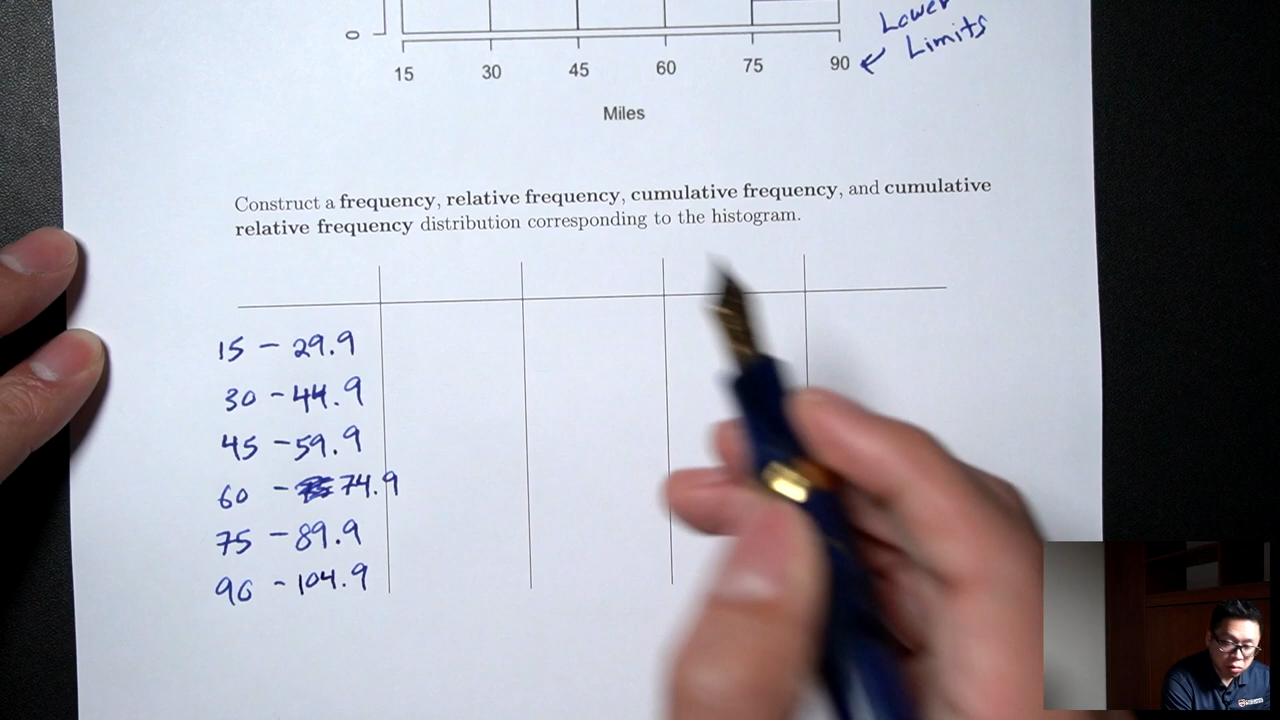 0
Lower
Limits
15 30 45 60 75 90 ←
Miles
Construct a frequency, relative frequency, cumulative frequency, and cumulative
relative frequency distribution corresponding to the histogram.
15 - 29.9
30 - 44.9
45 - 59.9
60 - 74.9
75 - 89.9
90 - 104.9